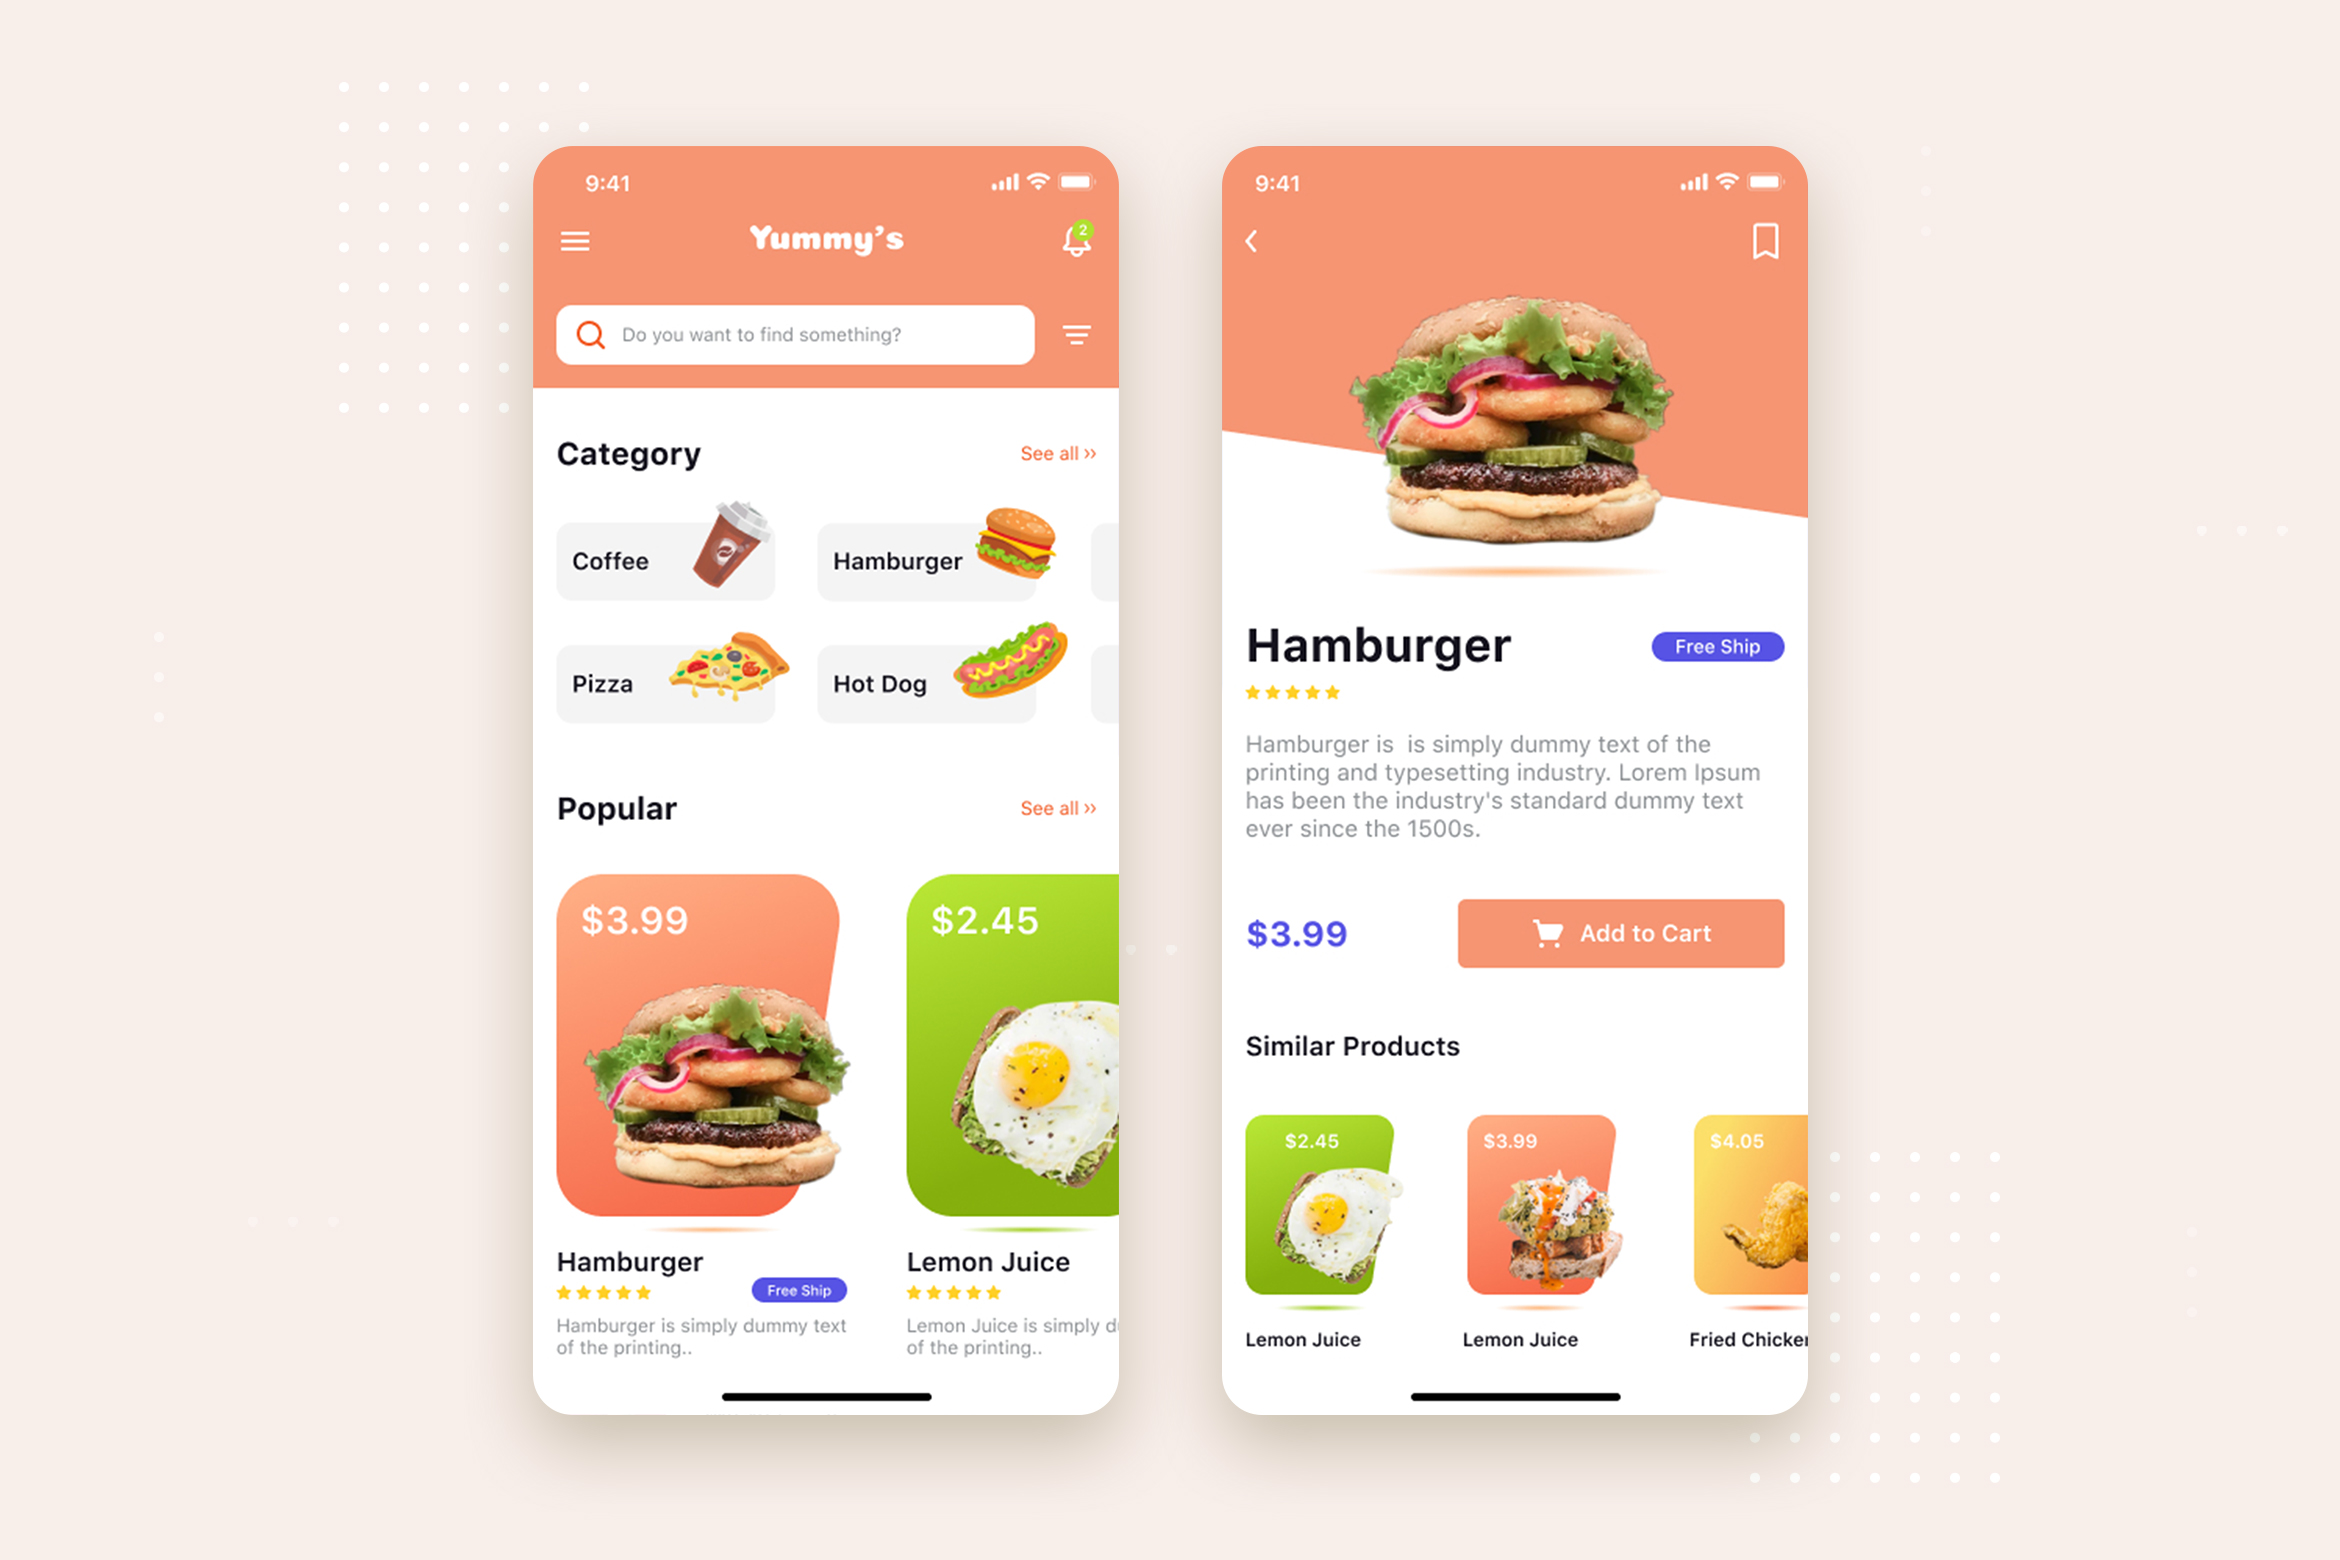 9:41
Yummy's
2
Do you want to find something?
Category
See all ››
Coffee
Hamburger
Pizza
Hot Dog
Popular
See all ››
$3.99
$2.45
Hamburger
Free Ship
Hamburger is simply dummy text
of the printing..
Lemon Juice
Lemon Juice is simply
of the printing..
9:41
Hamburger
Free Ship
Hamburger is  is simply dummy text of the
printing and typesetting industry. Lorem Ipsum
has been the industry's standard dummy text
ever since the 1500s.
$3.99
Add to Cart
Similar Products
$2.45
$3.99
$4.05
Lemon Juice
Lemon Juice
Fried